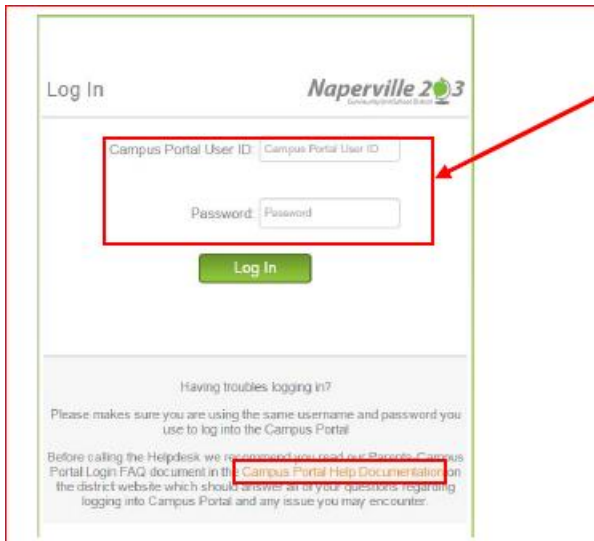 Log In
Naperville 203
Community Unit School District
Campus Portal User ID: Campus Portal User ID
Password: Password
Log In
Having troubles logging in?
Please makes sure you are using the same username and password you
use to log into the Campus Portal
Before calling the Helpdesk we recommend you read our Parents Campus
Portal Login FAQ document in the Campus Portal Help Documentation on
the district website which should answer all of your questions regarding
logging into Campus Portal and any issue you may encounter.